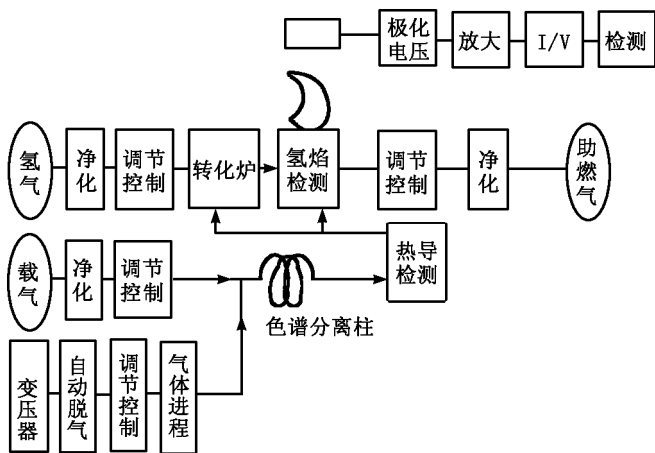 极化
电压
放大
I/V
检测
氢气
净化
调节
控制
转化炉
氢焰
检测
调节
控制
净化
助燃气
载气
净化
调节
控制
热导
检测
色谱分离柱
变压器
自动脱气
调节控制
气体进程